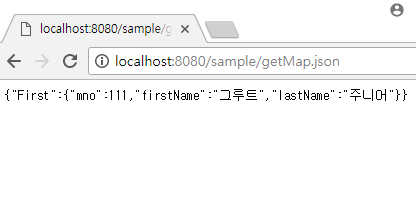 localhost:8080/sample/g
localhost:8080/sample/getMap.json
{"First":{"mno":111,"firstName":"그루트","lastName":"주니어"}}